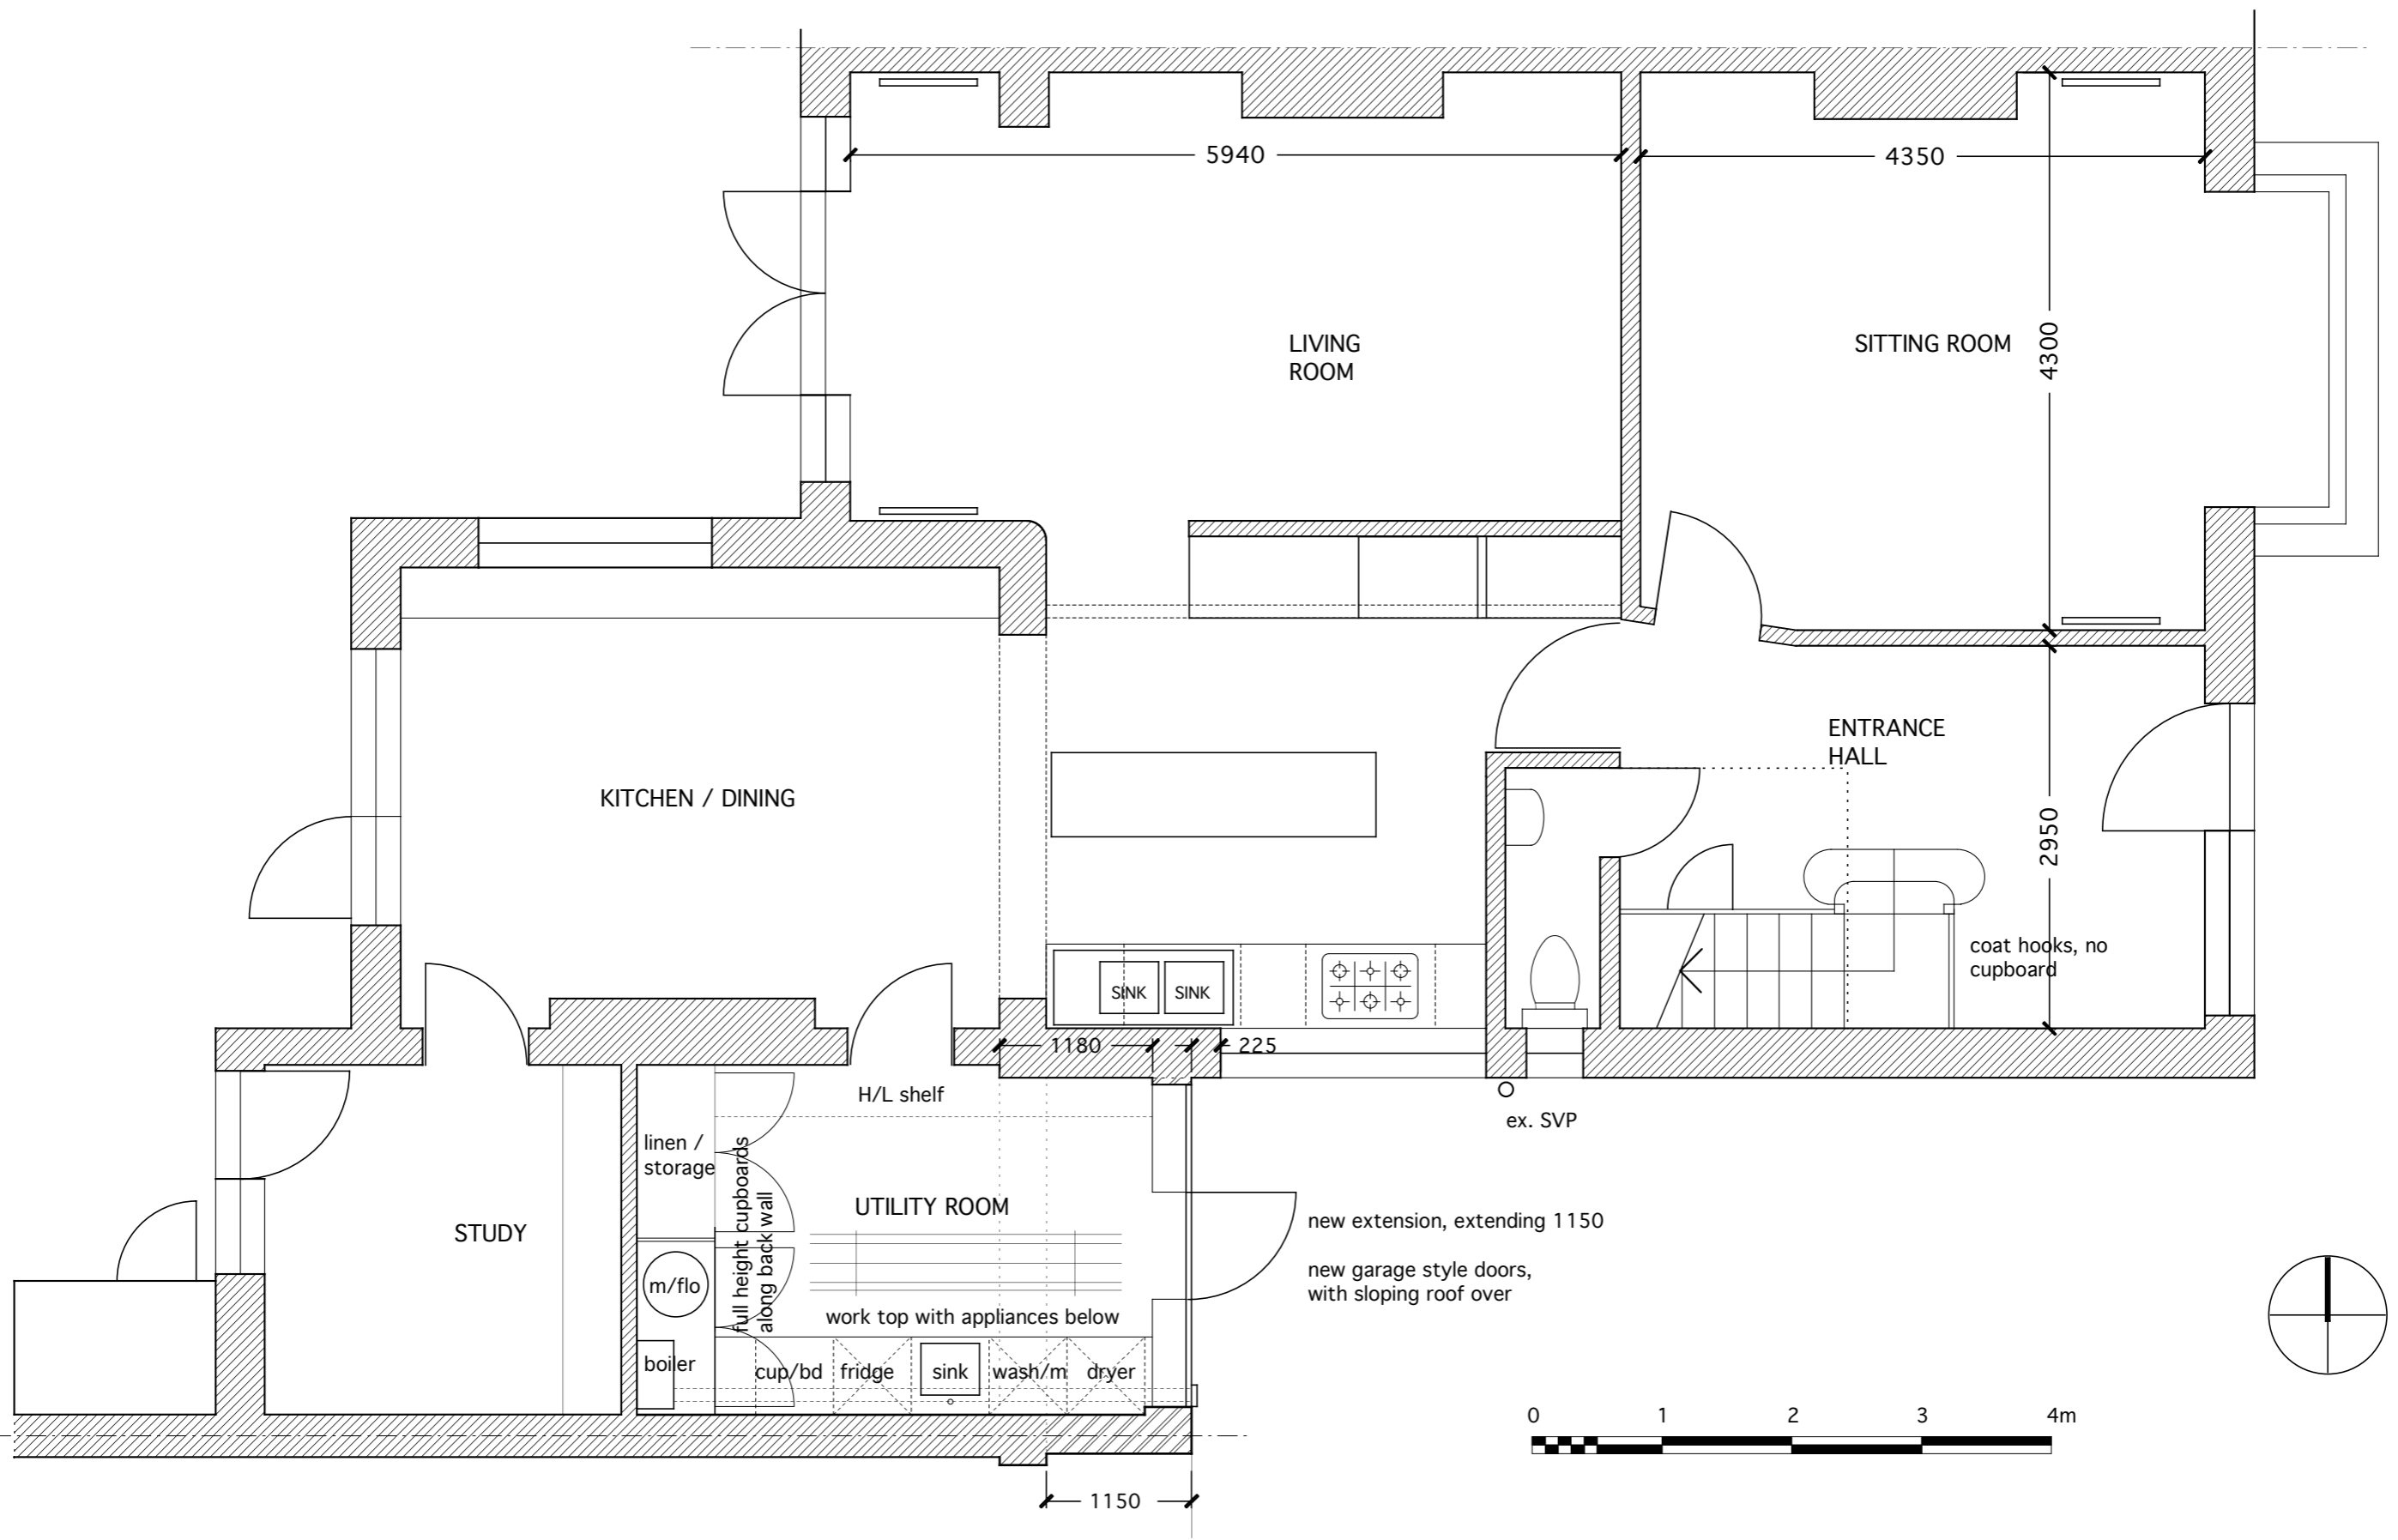 5940
4350
LIVING
ROOM
SITTING ROOM
4300
ENTRANCE
HALL
KITCHEN / DINING
2950
coat hooks, no
cupboard
SINK
SINK
1180
225
H/L shelf
ex. SVP
linen /
storage
full height cupboards
along back wall
UTILITY ROOM
STUDY
new extension, extending 1150
new garage style doors,
with sloping roof over
m/flo
work top with appliances below
boiler
cup/bd
fridge
sink
wash/m
dryer
0 1 2 3 4m
1150